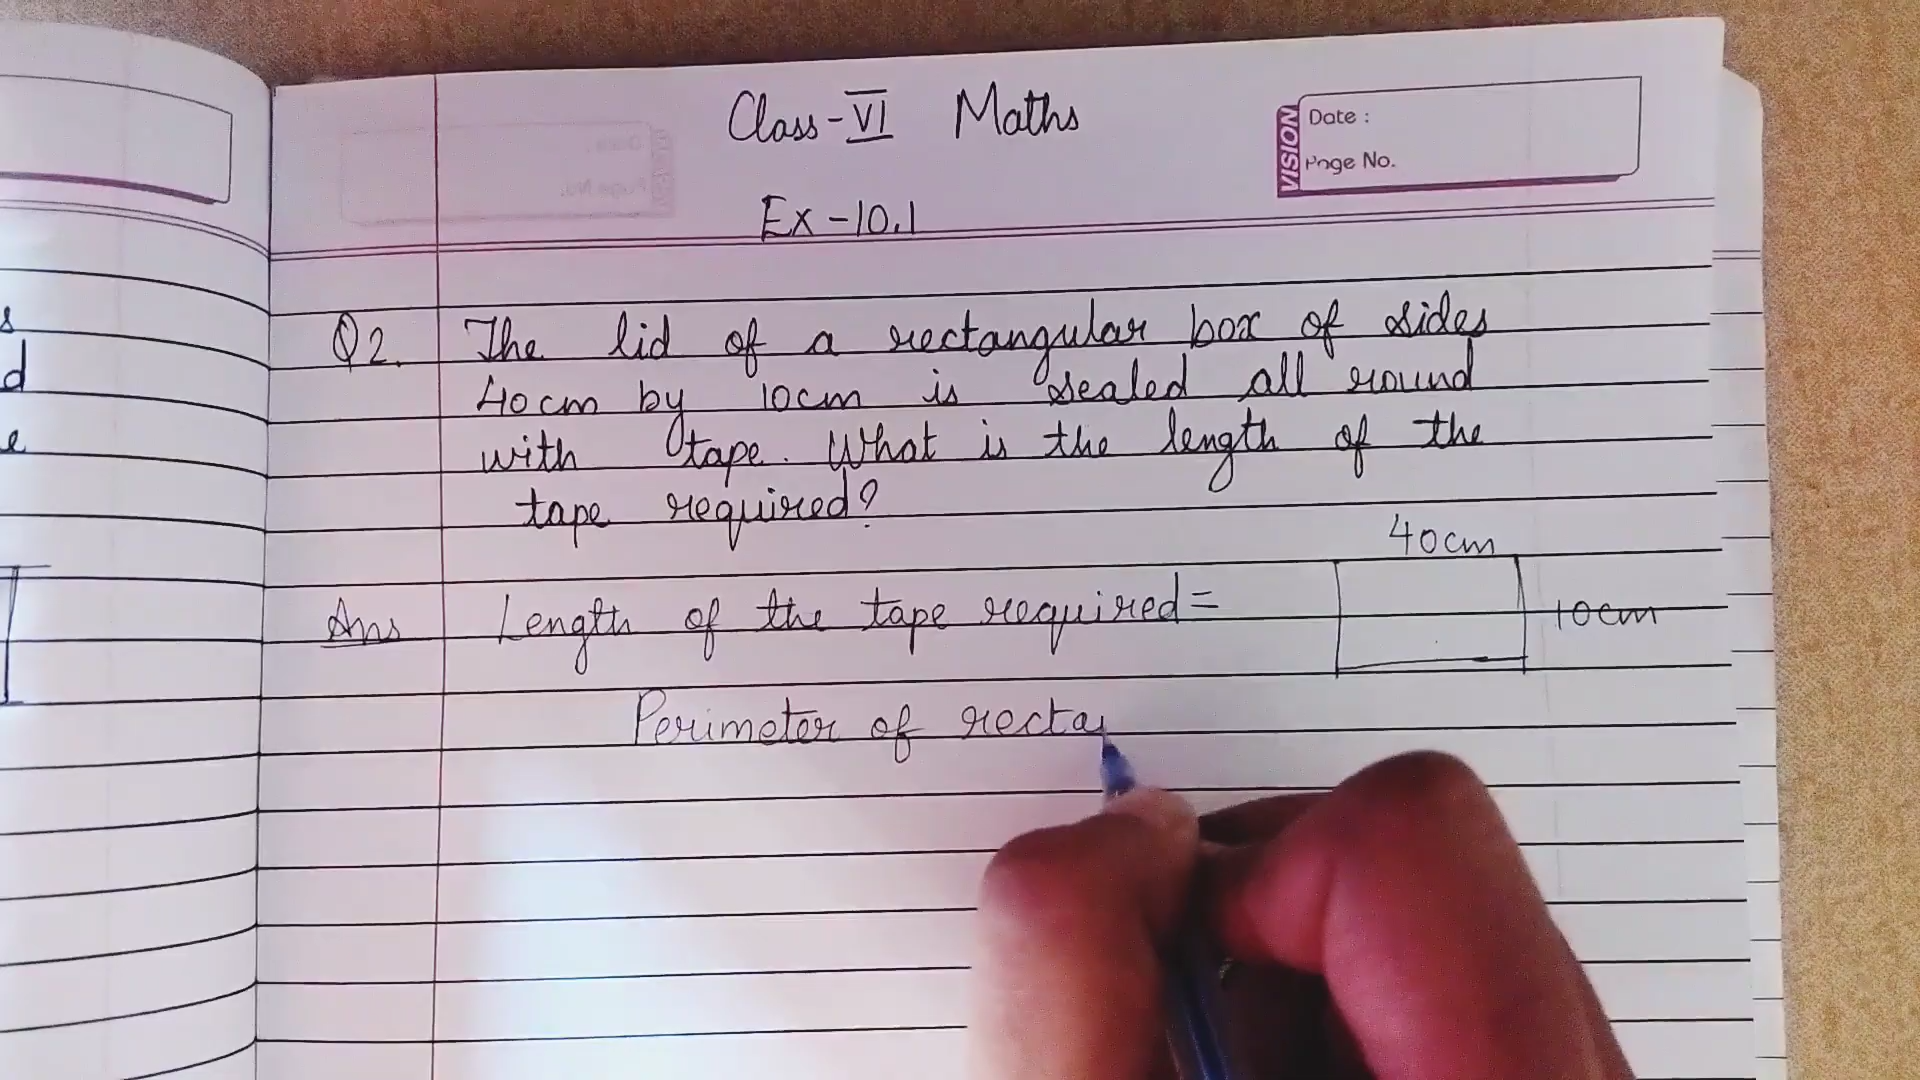 s
d
e
Class-VI Maths
VISION
Date :
Page No.
Ex-10.1
Q2. The lid of a rectangular box of sides
40cm by 10cm is sealed all round
with tape. What is the length of the
tape required?
40cm
Ans Length of the tape required=
10cm
Perimeter of recta